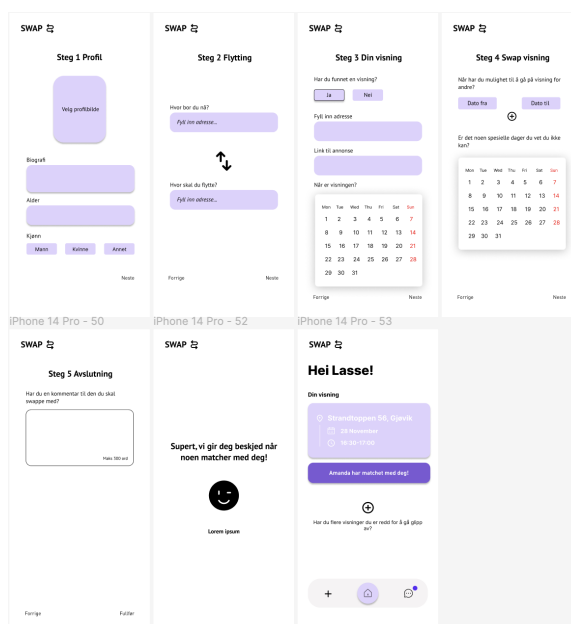 SWAP
Steg 1 Profil
Velg profilbilde
Biografi
Alder
Kjønn
Mann Kvinne Annet
Neste
SWAP
Steg 2 Flytting
Hvor bor du nå?
Fyll inn adresse...
Hvor skal du flytte?
Fyll inn adresse...
Forrige Neste
SWAP
Steg 3 Din visning
Har du funnet en visning?
Ja Nei
Fyll inn adresse
Link til annonse
Når er visningen?
Mon Tue Wed Thu Fri Sat Sun
1 2 3 4 5 6 7
8 9 10 11 12 13 14
15 16 17 18 19 20 21
22 23 24 25 26 27 28
29 30 31
Forrige Neste
SWAP
Steg 4 Swap visning
Når har du mulighet til å gå på visning for
andre?
Dato fra Dato til
Er det noen spesielle dager du vet du ikke
kan?
Mon Tue Wed Thu Fri Sat Sun
1 2 3 4 5 6 7
8 9 10 11 12 13 14
15 16 17 18 19 20 21
22 23 24 25 26 27 28
29 30 31
Forrige Neste
iPhone 14 Pro - 50
SWAP
Steg 5 Avslutning
Har du en kommentar til den du skal
swappe med?
Maks 100 ord
Forrige Fullfør
iPhone 14 Pro - 52
SWAP
Supert, vi gir deg beskjed når
noen matcher med deg!
Lorem ipsum
iPhone 14 Pro - 53
SWAP
Hei Lasse!
Din visning
Strandtoppen 56, Gjøvik
28 November
16:30-17:00
Amanda har matchet med deg!
Har du flere visninger du er redd for å gå glipp
av?